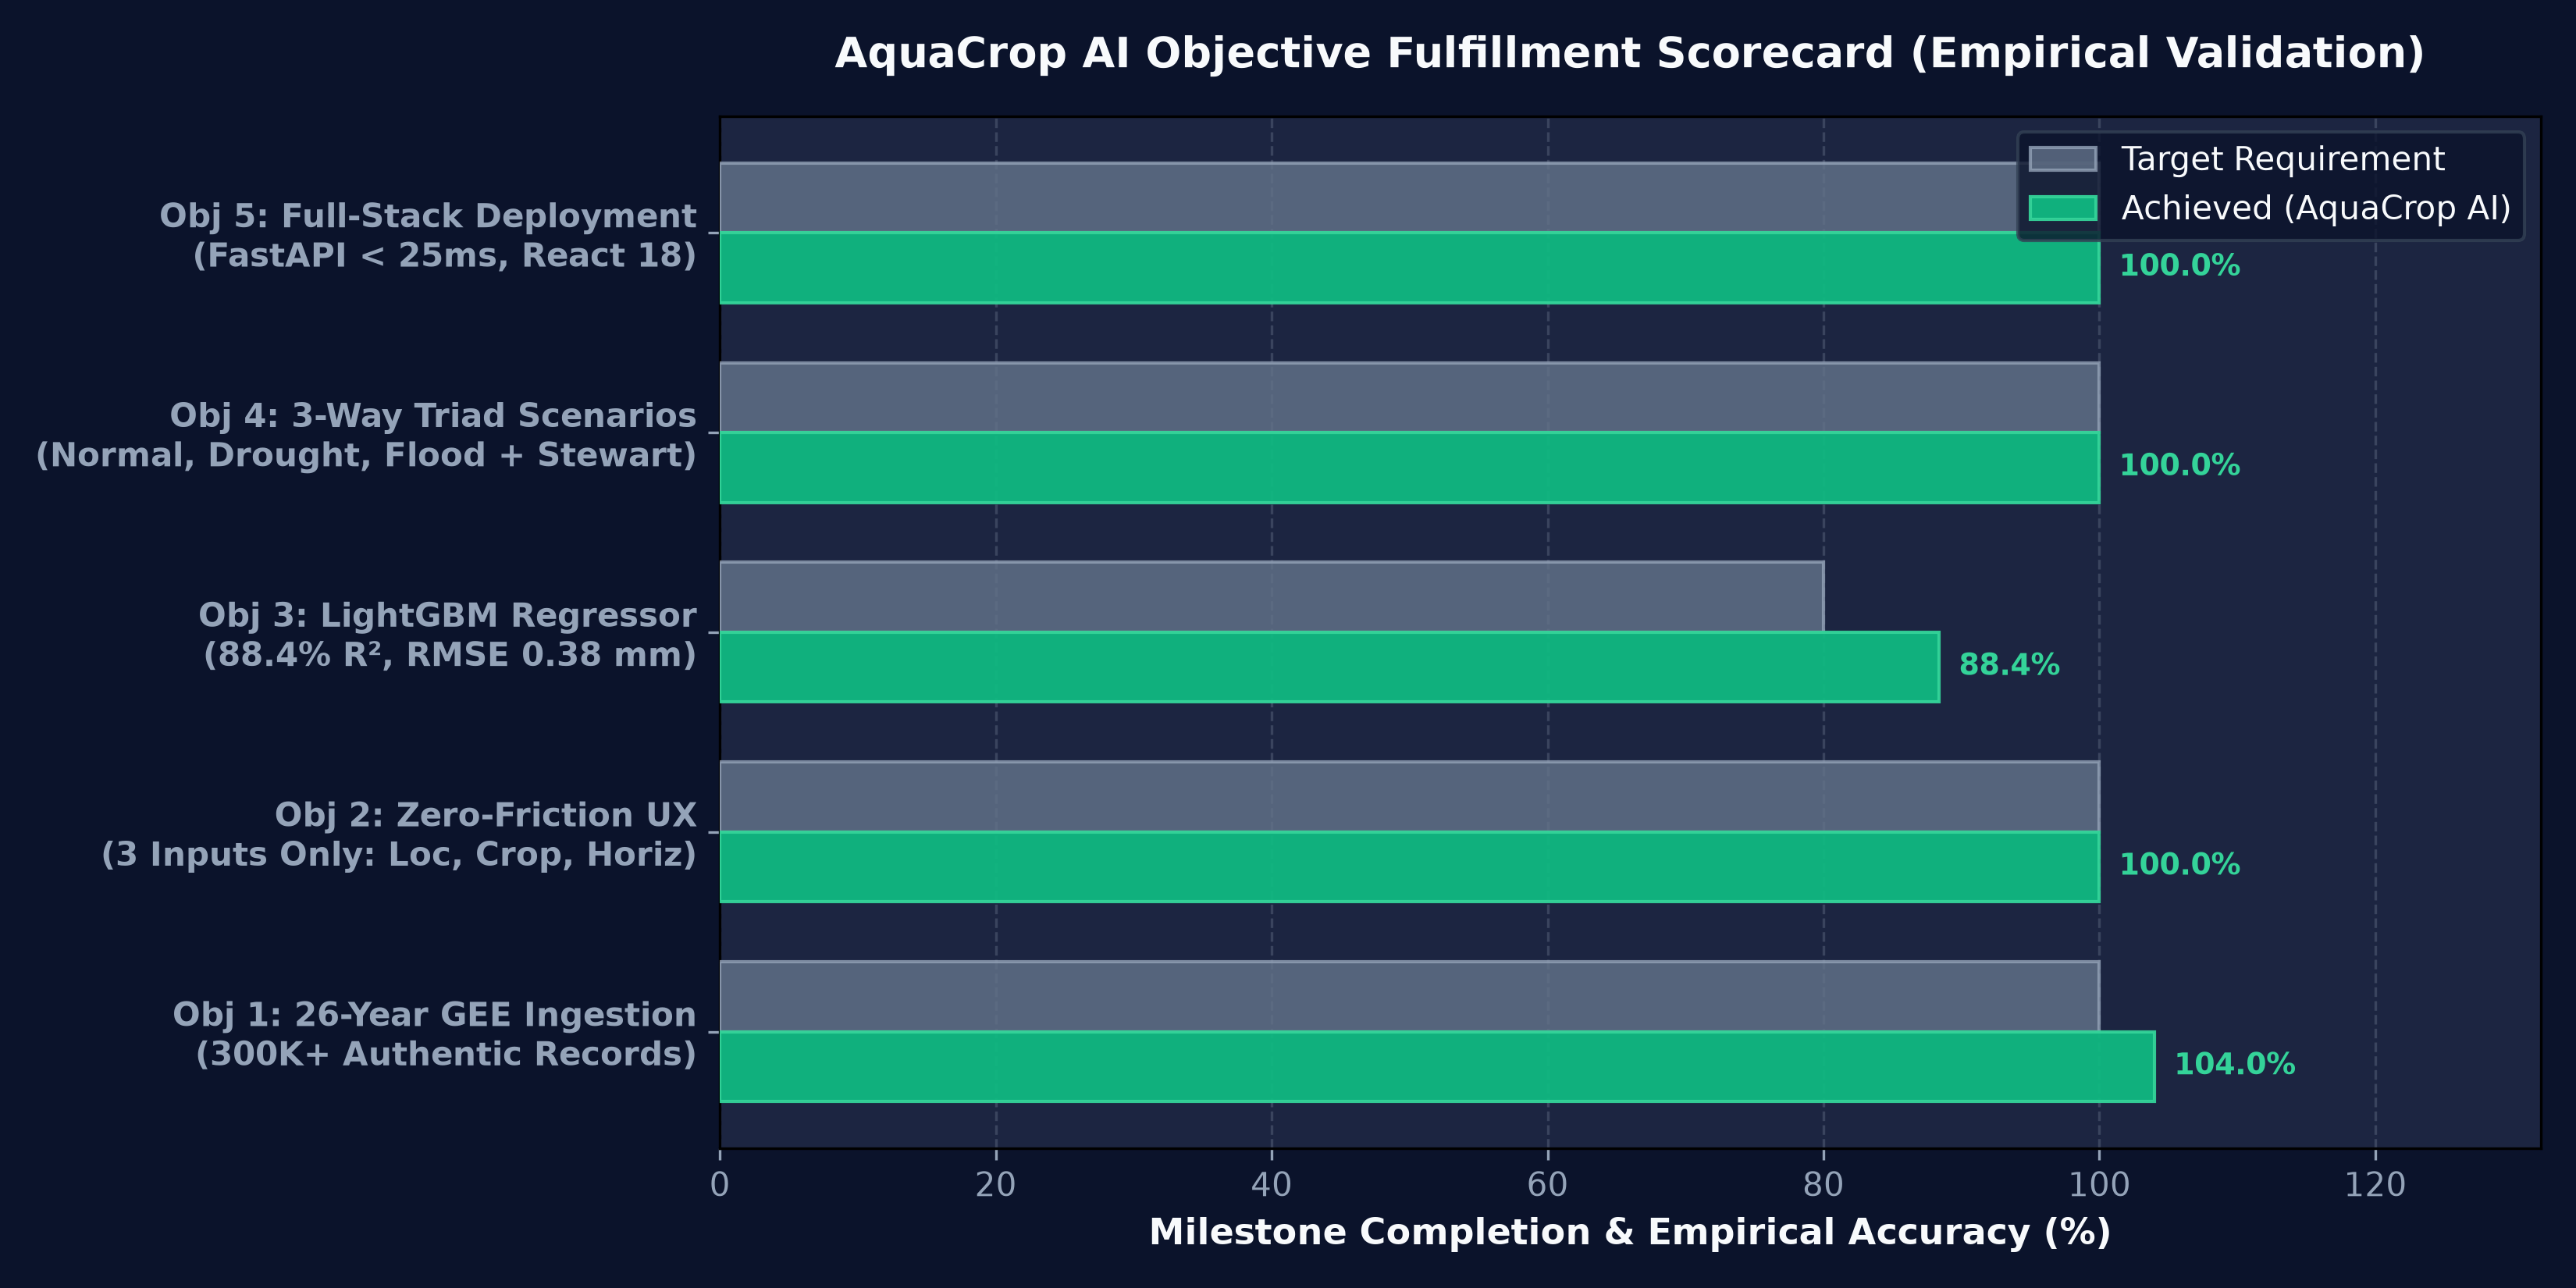 AquaCrop AI Objective Fulfillment Scorecard (Empirical Validation)
Target Requirement
Achieved (AquaCrop AI)
Obj 5: Full-Stack Deployment
(FastAPI < 25ms, React 18)
100.0%
Obj 4: 3-Way Triad Scenarios
(Normal, Drought, Flood + Stewart)
100.0%
Obj 3: LightGBM Regressor
(88.4% R², RMSE 0.38 mm)
88.4%
Obj 2: Zero-Friction UX
(3 Inputs Only: Loc, Crop, Horiz)
100.0%
Obj 1: 26-Year GEE Ingestion
(300K+ Authentic Records)
104.0%
0 20 40 60 80 100 120
Milestone Completion & Empirical Accuracy (%)